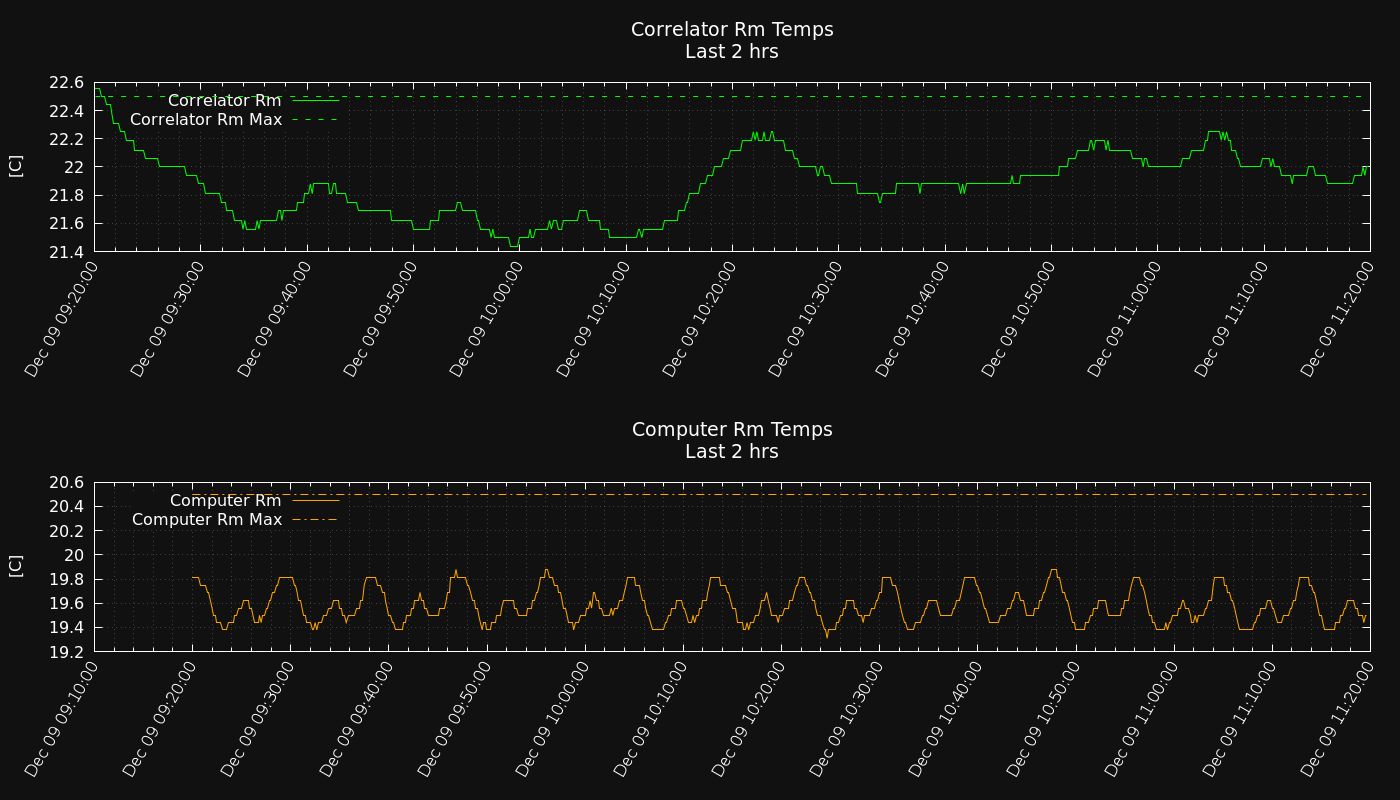 Correlator Rm Temps
Last 2 hrs
22.6
22.4
22.2
22
21.8
21.6
21.4
[C]
Correlator Rm
Correlator Rm Max
Dec 09 09:20:00
Dec 09 09:30:00
Dec 09 09:40:00
Dec 09 09:50:00
Dec 09 10:00:00
Dec 09 10:10:00
Dec 09 10:20:00
Dec 09 10:30:00
Dec 09 10:40:00
Dec 09 10:50:00
Dec 09 11:00:00
Dec 09 11:10:00
Dec 09 11:20:00
Computer Rm Temps
Last 2 hrs
20.6
20.4
20.2
20
19.8
19.6
19.4
19.2
[C]
Computer Rm
Computer Rm Max
Dec 09 09:10:00
Dec 09 09:20:00
Dec 09 09:30:00
Dec 09 09:40:00
Dec 09 09:50:00
Dec 09 10:00:00
Dec 09 10:10:00
Dec 09 10:20:00
Dec 09 10:30:00
Dec 09 10:40:00
Dec 09 10:50:00
Dec 09 11:00:00
Dec 09 11:10:00
Dec 09 11:20:00